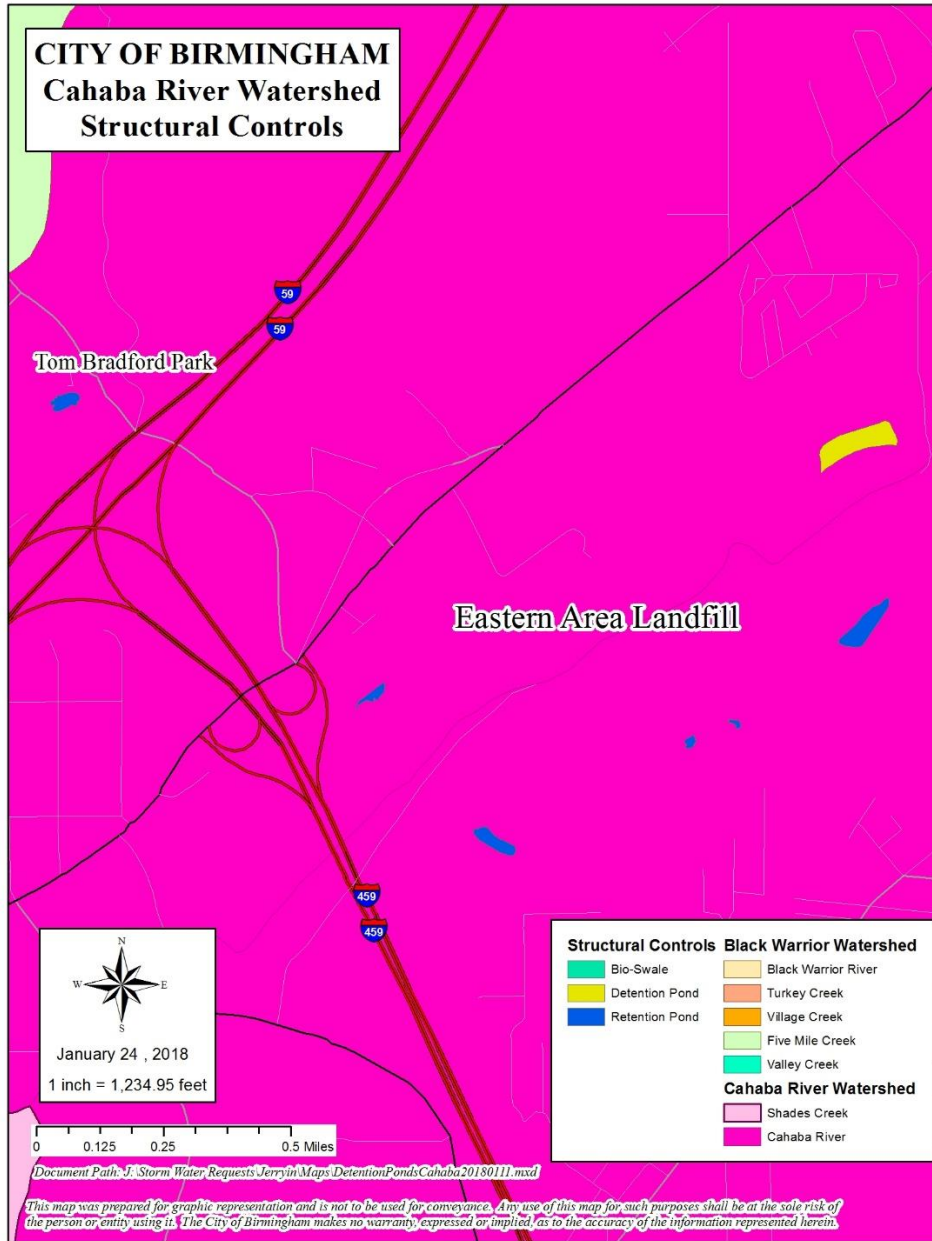 CITY OF BIRMINGHAM
Cahaba River Watershed
Structural Controls
59
59
Tom Bradford Park
Eastern Area Landfill
459
459
N
W E
S
January 24 , 2018
1 inch = 1,234.95 feet
0 0.125 0.25 0.5 Miles
Structural Controls
Bio-Swale
Detention Pond
Retention Pond
Black Warrior Watershed
Black Warrior River
Turkey Creek
Village Creek
Five Mile Creek
Valley Creek
Cahaba River Watershed
Shades Creek
Cahaba River
Document Path: J:\Storm Water Requests\Jerryin\Maps\DetentionPondsCahaba20180111.mxd
This map was prepared for graphic representation and is not to be used for conveyance. Any use of this map for such purposes shall be at the sole risk of
the person or entity using it. The City of Birmingham makes no warranty, expressed or implied, as to the accuracy of the information represented herein.